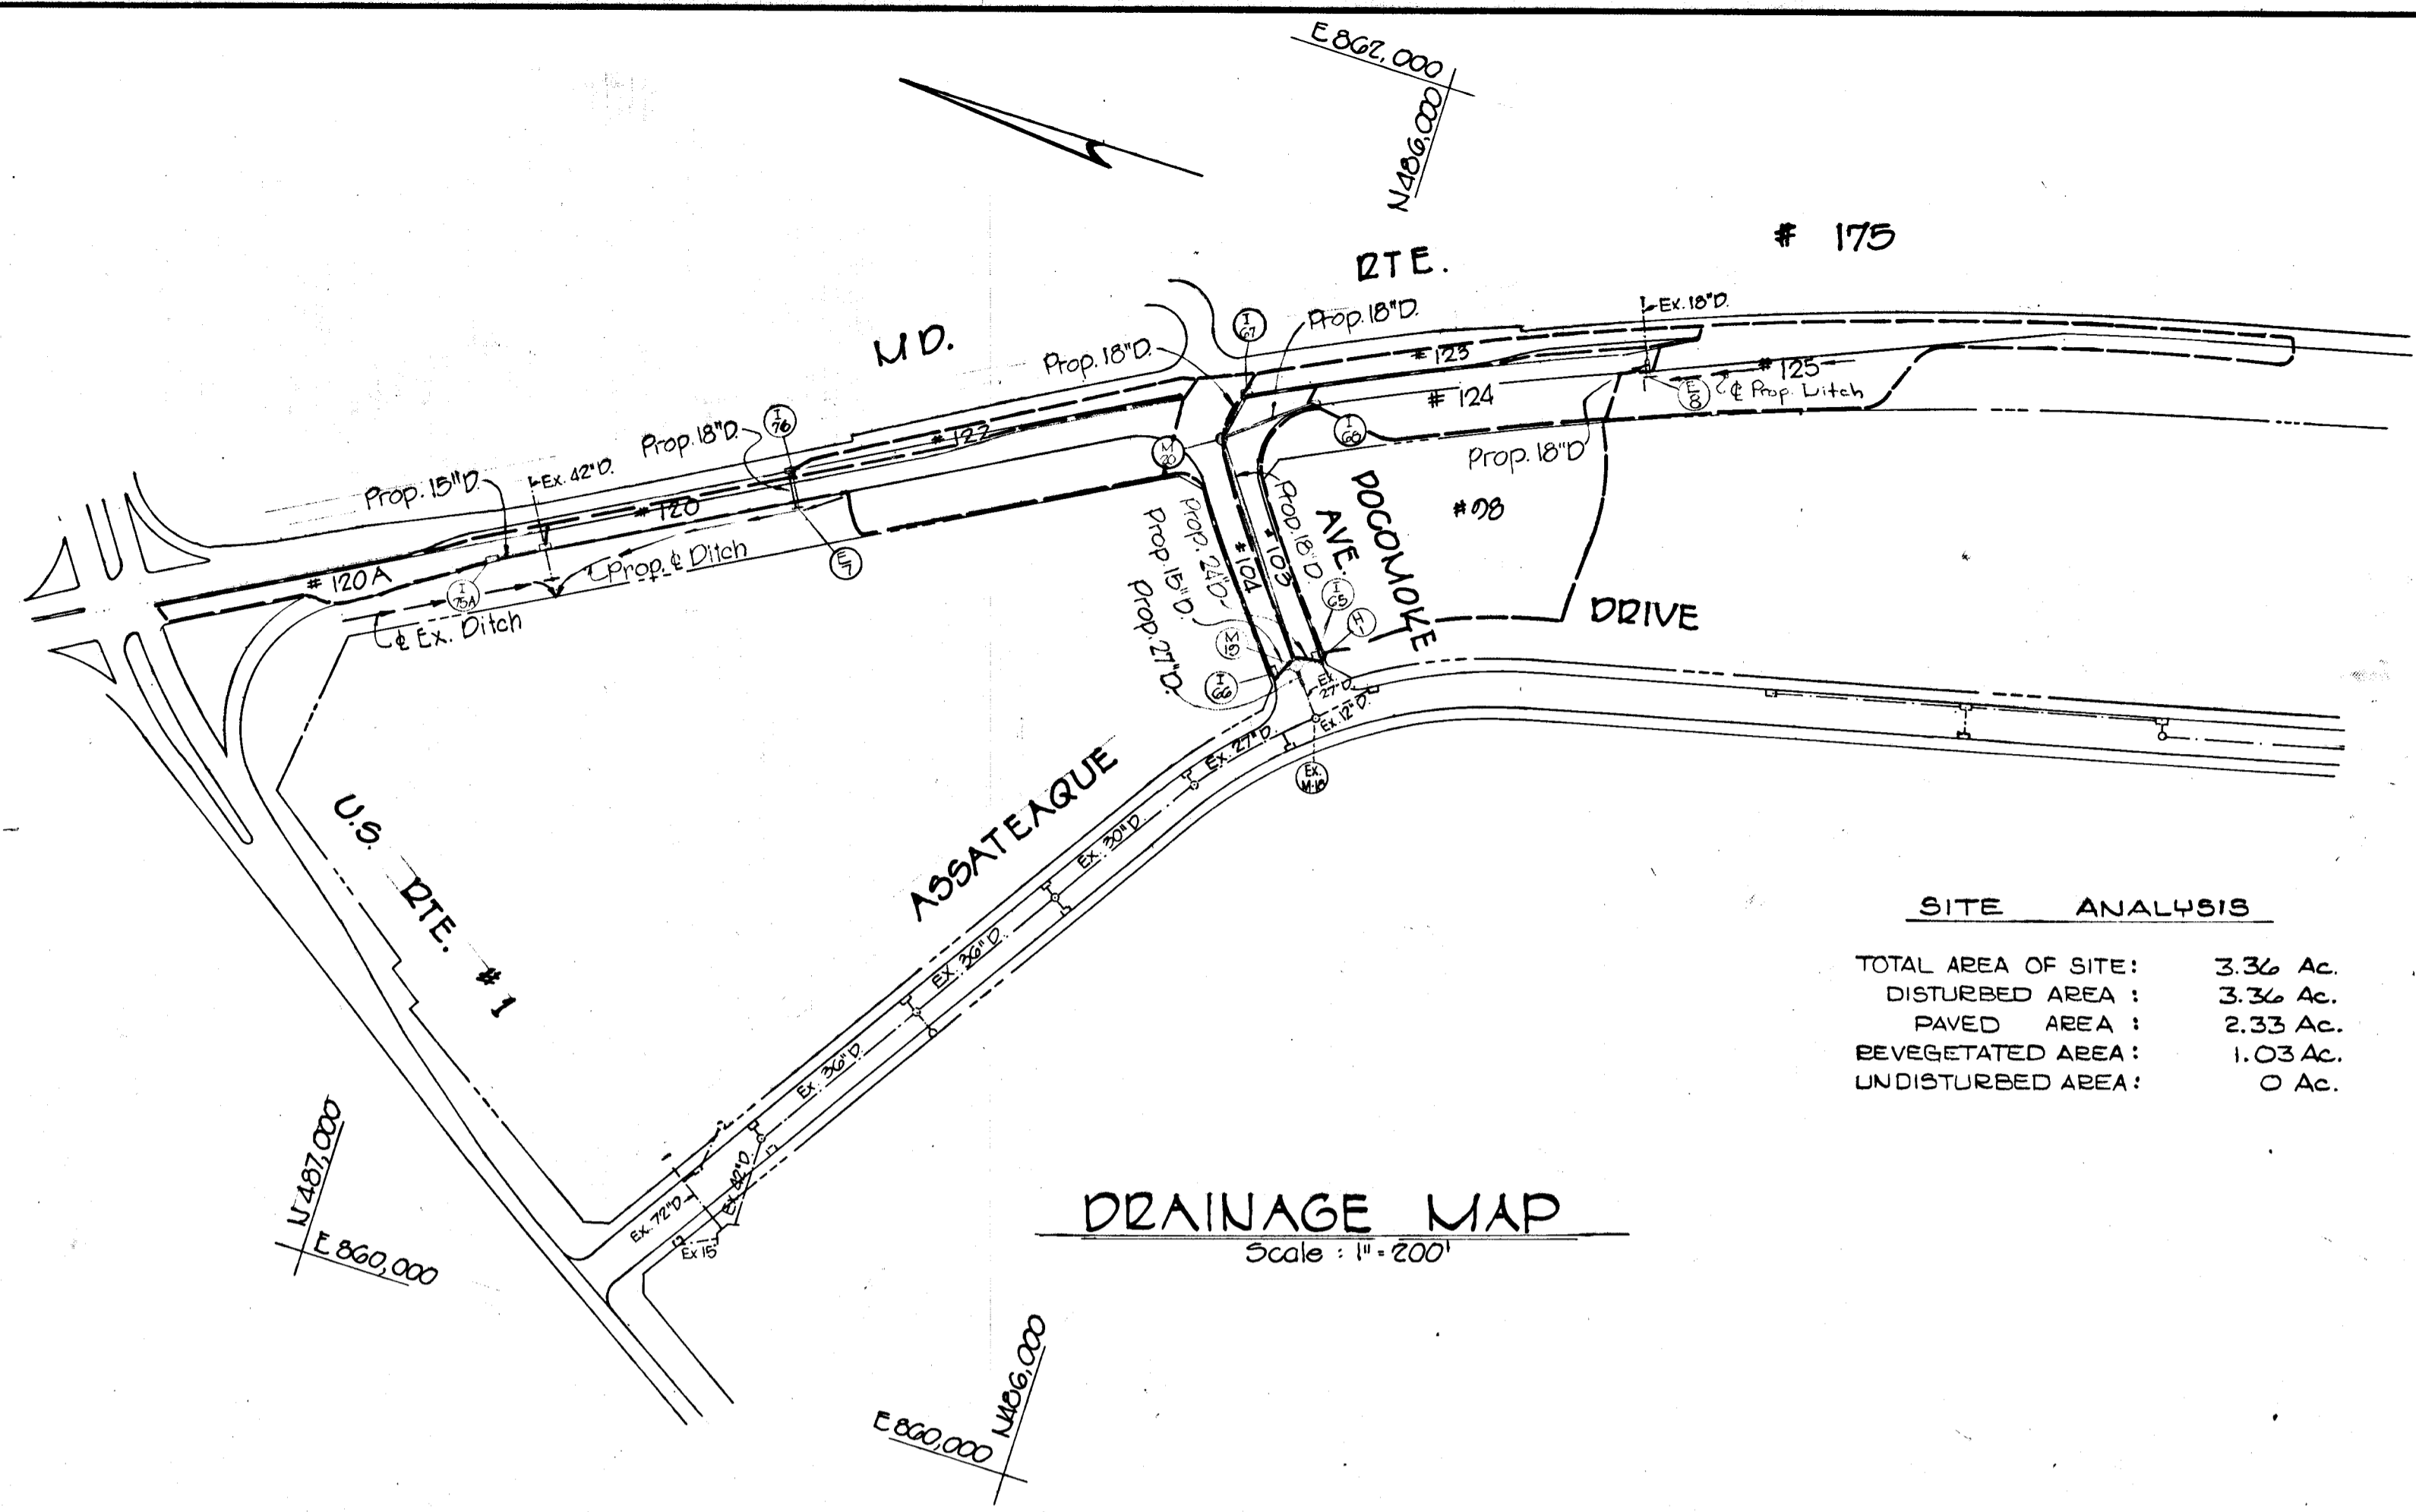 E 862,000
N 486,000
# 175
RTE.
MD.
Ex. 18"D.
Prop. 18"D.
I 67
Prop. 18"D.
# 123
# 125
# 124
E 8
℄ Prop. Ditch
I 76
Prop. 18"D.
# 122
M 20
I 68
Prop. 18"D
Prop. 15"D.
Ex. 42"D.
# 120
# 98
POCOMOKE
AVE.
Prop. 18"D.
# 103
# 104
Prop. 24"D.
Prop. 15"D.
Prop. 27"D.
℄ Prop. ℄ Ditch
E 7
# 120A
I 75A
℄ Ex. Ditch
I 65
H 1
M 19
I 66
DRIVE
Ex. 27"D.
Ex. 12"D.
Ex. 27"D.
Ex. M-18
ASSATEAQUE
U.S. RTE. # 1
Ex. 30"D.
Ex. 36"D.
Ex. 36"D.
Ex. 42"D.
Ex. 72"D.
Ex 15"
SITE ANALYSIS
TOTAL AREA OF SITE: 3.36 Ac.
DISTURBED AREA : 3.36 Ac.
PAVED AREA : 2.33 Ac.
REVEGETATED AREA: 1.03 Ac.
UNDISTURBED AREA: 0 Ac.
N 487,000
E 860,000
DRAINAGE MAP
Scale : 1" = 200'
N486,000
E 860,000